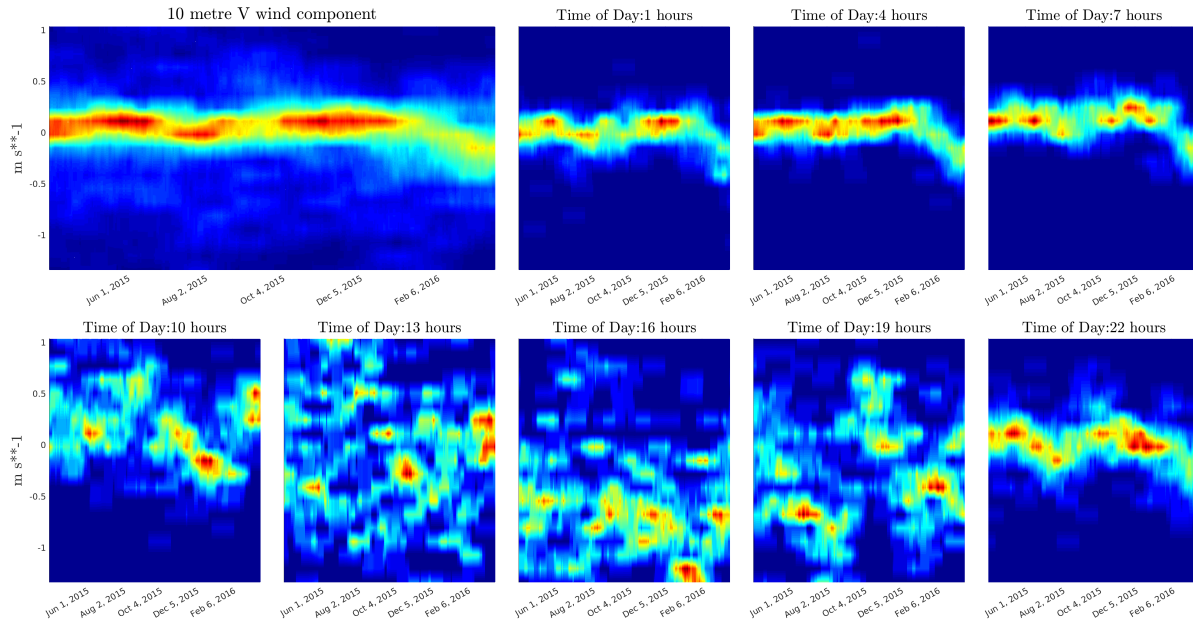 10 metre V wind component
Time of Day:1 hours
Time of Day:4 hours
Time of Day:7 hours
1
0.5
0
-0.5
-1
m s**-1
Jun 1, 2015
Aug 2, 2015
Oct 4, 2015
Dec 5, 2015
Feb 6, 2016
Jun 1, 2015
Aug 2, 2015
Oct 4, 2015
Dec 5, 2015
Feb 6, 2016
Jun 1, 2015
Aug 2, 2015
Oct 4, 2015
Dec 5, 2015
Feb 6, 2016
Jun 1, 2015
Aug 2, 2015
Oct 4, 2015
Dec 5, 2015
Feb 6, 2016
Time of Day:10 hours
Time of Day:13 hours
Time of Day:16 hours
Time of Day:19 hours
Time of Day:22 hours
1
0.5
0
-0.5
-1
m s**-1
Jun 1, 2015
Aug 2, 2015
Oct 4, 2015
Dec 5, 2015
Feb 6, 2016
Jun 1, 2015
Aug 2, 2015
Oct 4, 2015
Dec 5, 2015
Feb 6, 2016
Jun 1, 2015
Aug 2, 2015
Oct 4, 2015
Dec 5, 2015
Feb 6, 2016
Jun 1, 2015
Aug 2, 2015
Oct 4, 2015
Dec 5, 2015
Feb 6, 2016
Jun 1, 2015
Aug 2, 2015
Oct 4, 2015
Dec 5, 2015
Feb 6, 2016